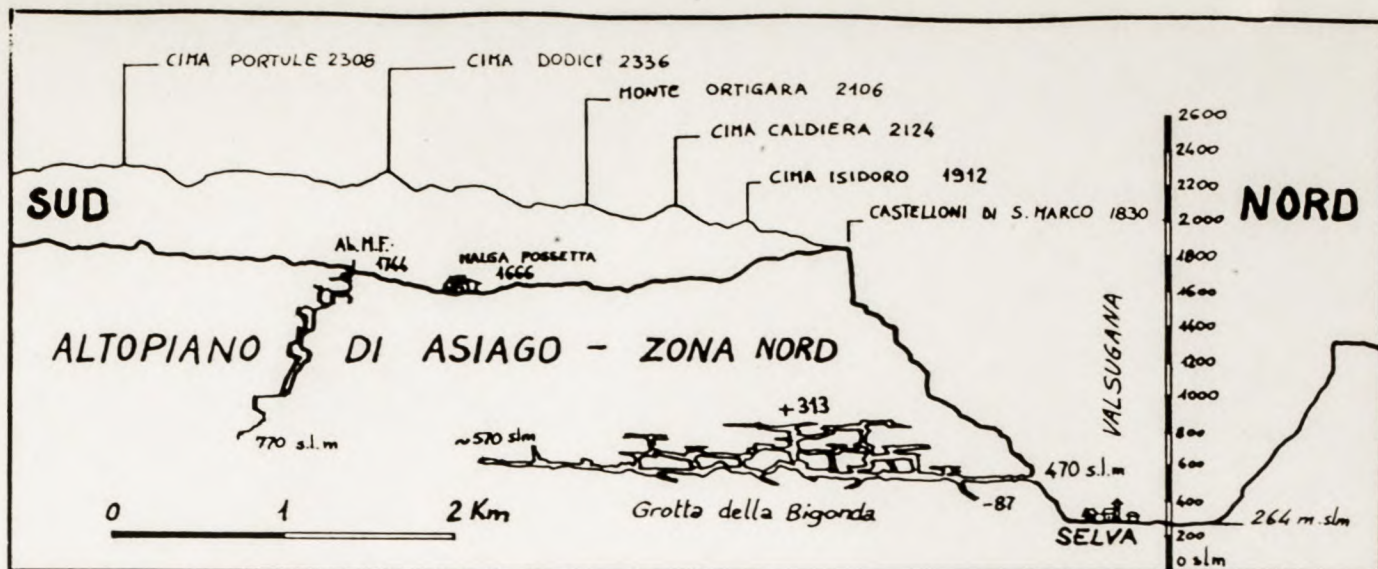 CIMA PORTULE 2308
CIMA DODICI 2336
MONTE ORTIGARA 2106
CIMA CALDIERA 2124
CIMA ISIDORO 1912
CASTELLONI DI S. MARCO 1830
SUD
NORD
Ab. M.F.
1744
MALGA FOSSETTA
1666
ALTOPIANO DI ASIAGO - ZONA NORD
VALSUGANA
2600
2400
2200
2000
1800
1600
1400
1200
1000
800
600
400
200
0 slm
+313
770 s.l.m
~570 slm
470 s.l.m
-87
0 1 2 Km
Grotta della Bigonda
SELVA
264 m. slm